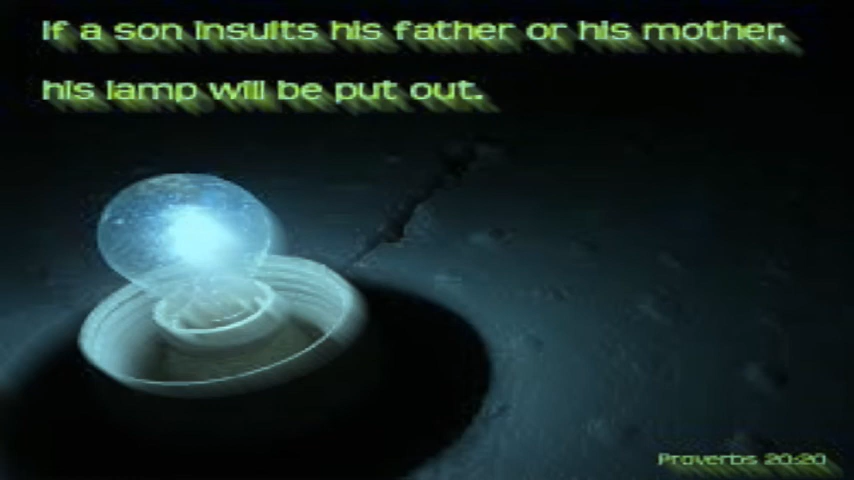 If a son insults his father or his mother,
his lamp will be put out.
Proverbs 20:20